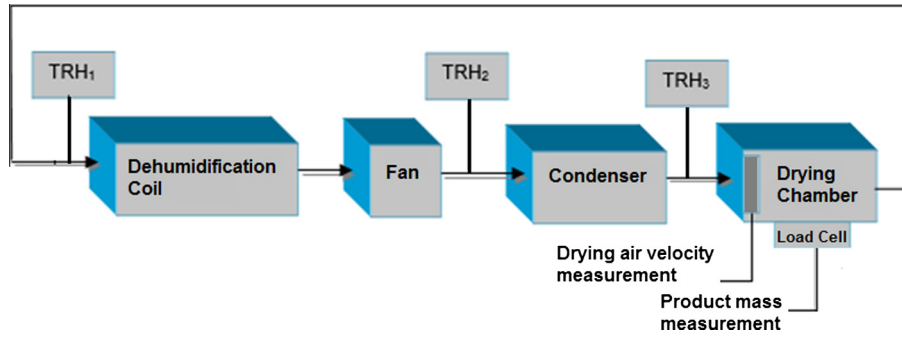 TRH₁
TRH₂
TRH₃
Dehumidification
Coil
Fan
Condenser
Drying
Chamber
Load Cell
Drying air velocity
measurement
Product mass
measurement